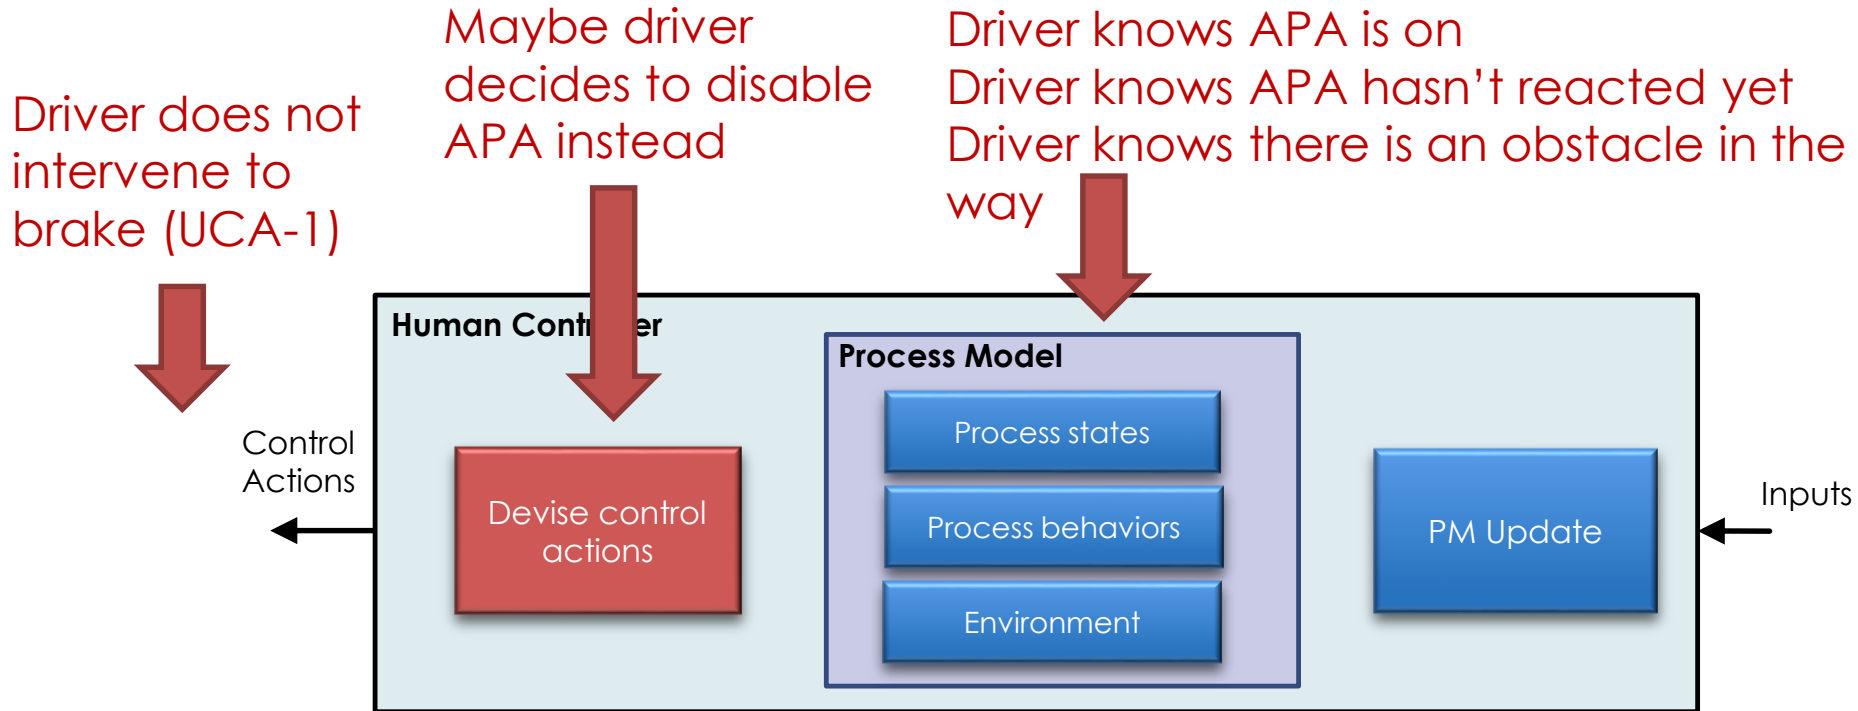 Driver does not
intervene to
brake (UCA-1)
Maybe driver
decides to disable
APA instead
Driver knows APA is on
Driver knows APA hasn’t reacted yet
Driver knows there is an obstacle in the
way
Human Contr er
Process Model
Process states
Process behaviors
Environment
Devise control
actions
PM Update
Control
Actions
Inputs